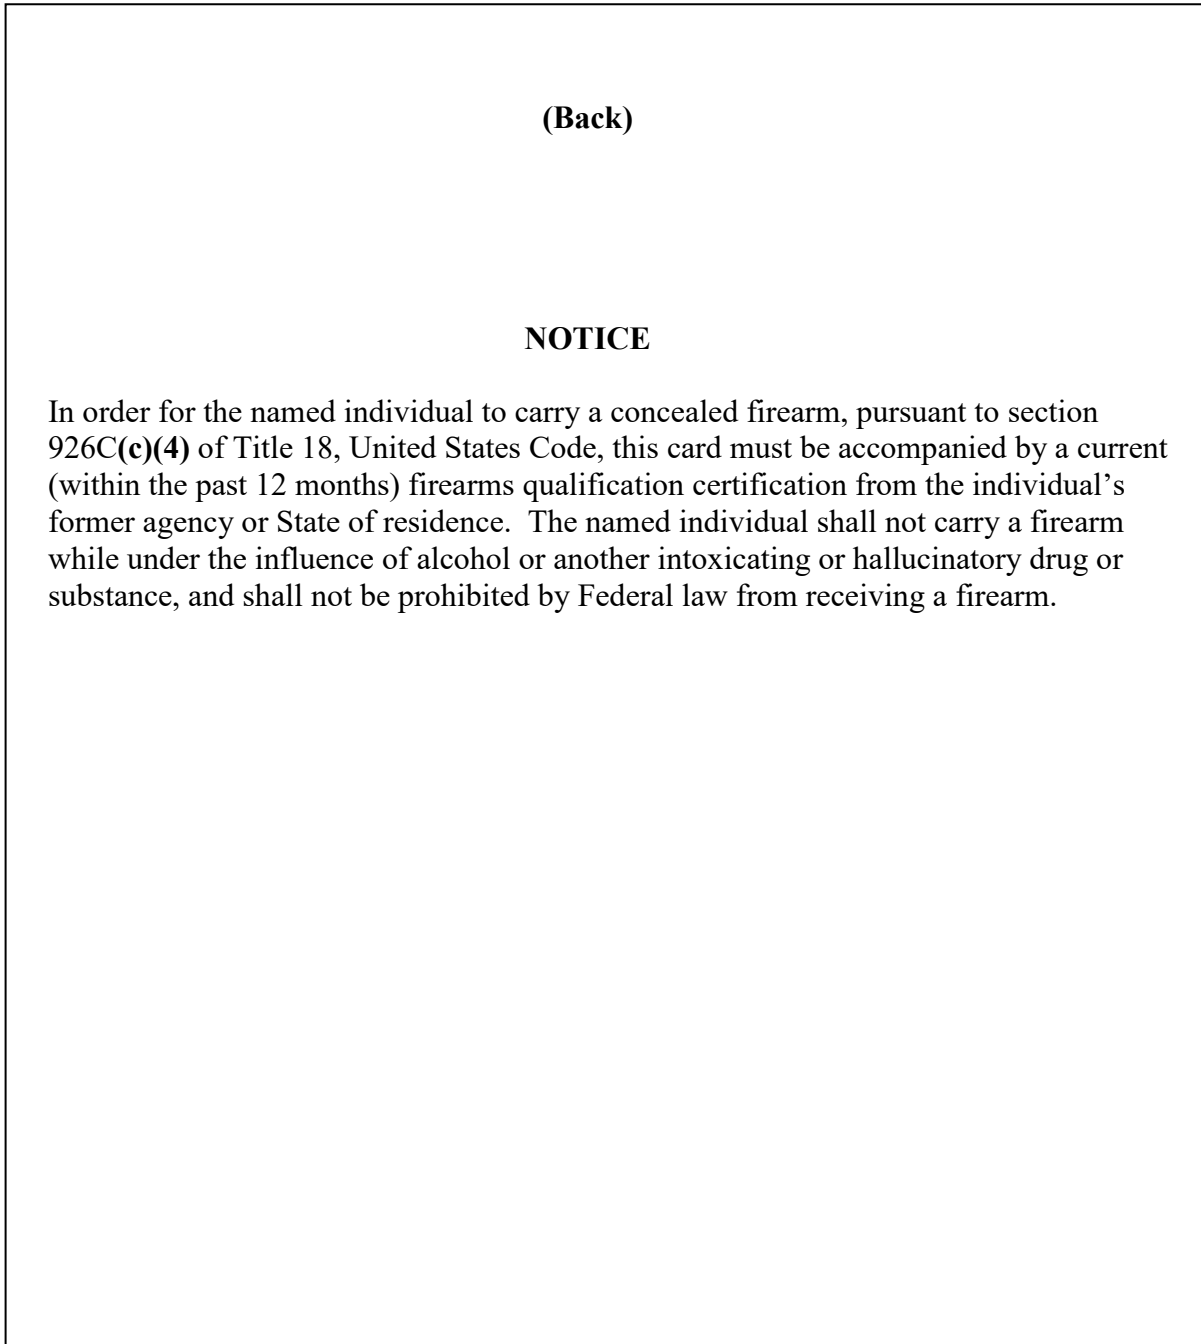 (Back)
NOTICE
In order for the named individual to carry a concealed firearm, pursuant to section
926C(c)(4) of Title 18, United States Code, this card must be accompanied by a current
(within the past 12 months) firearms qualification certification from the individual’s
former agency or State of residence.  The named individual shall not carry a firearm
while under the influence of alcohol or another intoxicating or hallucinatory drug or
substance, and shall not be prohibited by Federal law from receiving a firearm.